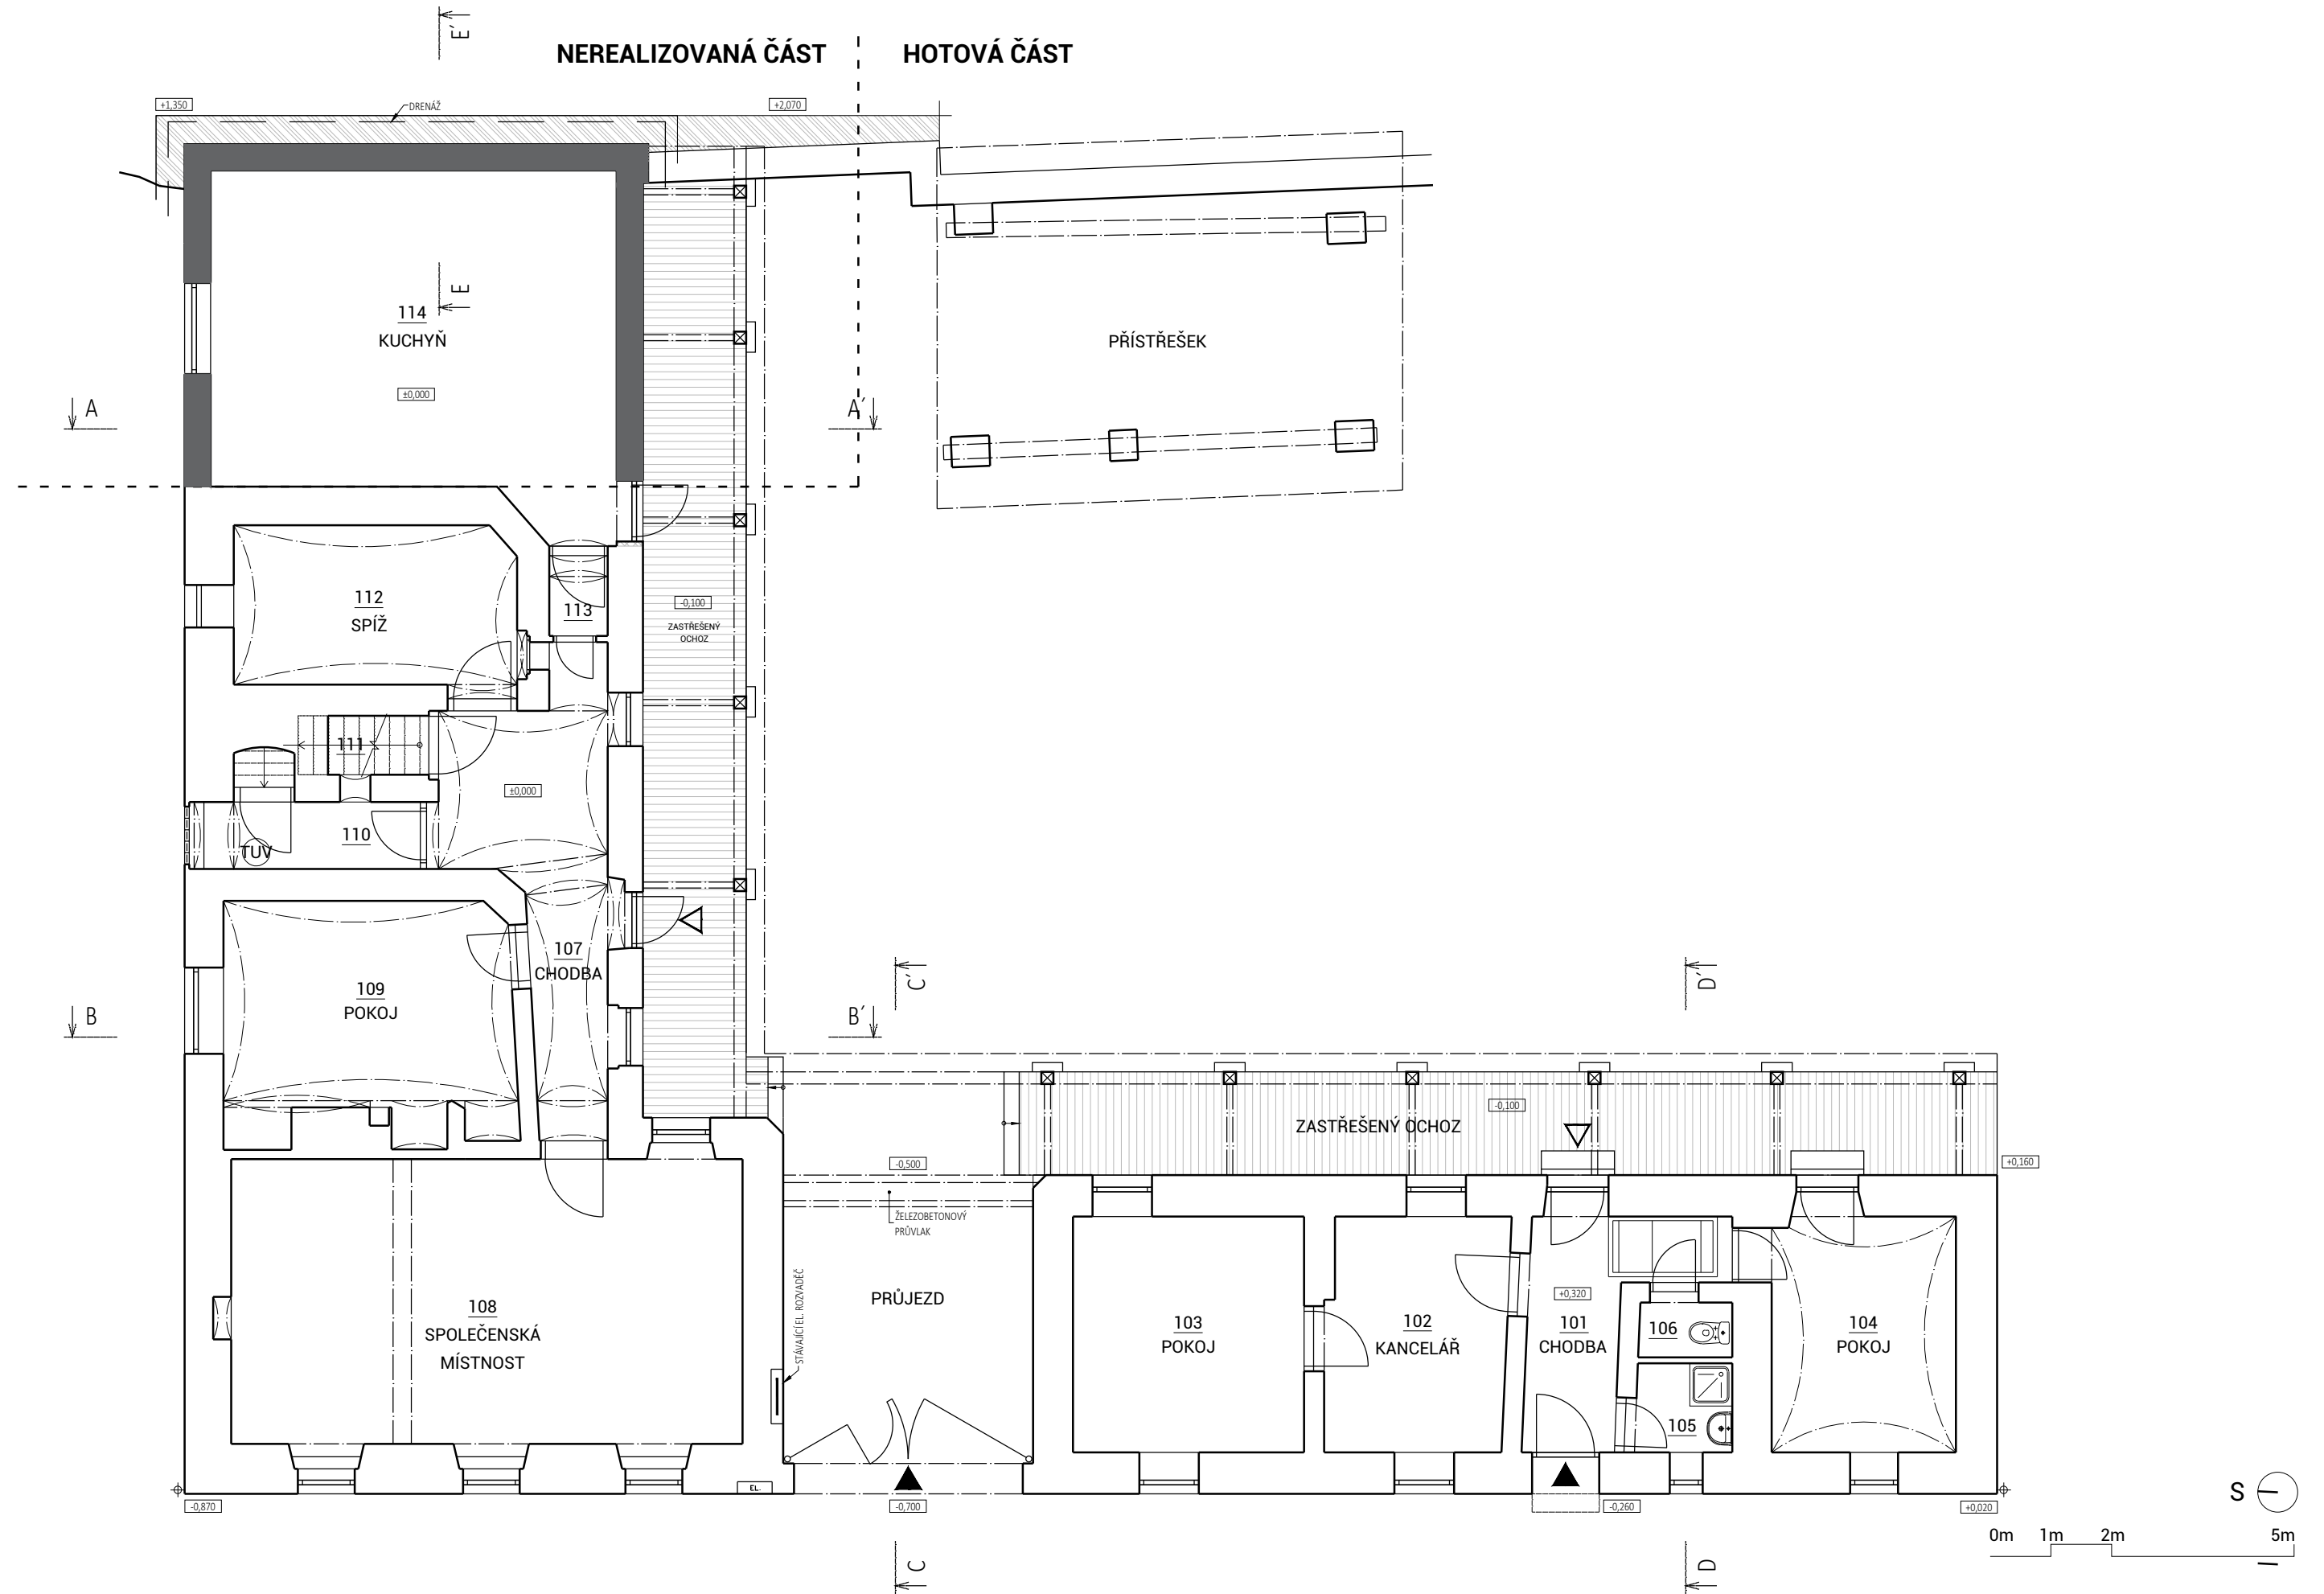 E´
NEREALIZOVANÁ ČÁST
HOTOVÁ ČÁST
+1,350
DRENÁŽ
+2,070
E
114
KUCHYŇ
PŘÍSTŘEŠEK
±0,000
A
A´
112
SPÍŽ
113
-0,100
ZASTŘEŠENÝ
OCHOZ
111
±0,000
110
TUV
107
CHODBA
109
POKOJ
C´
D´
B
B´
-0,100
ZASTŘEŠENÝ OCHOZ
-0,500
+0,160
ŽELEZOBETONOVÝ
PRŮVLAK
STÁVAJÍCÍ EL. ROZVADĚČ
PRŮJEZD
108
SPOLEČENSKÁ
MÍSTNOST
103
POKOJ
102
KANCELÁŘ
+0,320
101
CHODBA
106
104
POKOJ
105
EL.
-0,870
-0,700
-0,260
+0,020
S
0m 1m 2m 5m
C
D